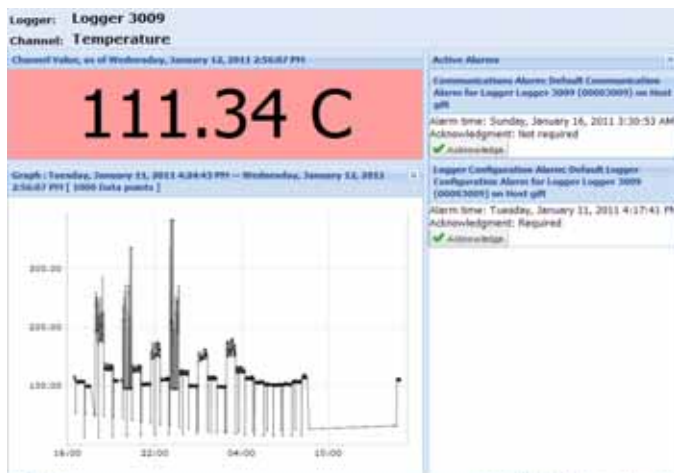 Logger: Logger 3009
Channel: Temperature
Channel Value, as of Wednesday, January 12, 2011 2:56:07 PM
111.34 C
Graph : Tuesday, January 11, 2011 4:04:43 PM -- Wednesday, January 12, 2011
2:56:07 PM [ 1000 Data points ]
300.00
200.00
100.00
16:00
22:00
04:00
10:00
Active Alarms
Communications Alarm: Default Communication
Alarm for Logger Logger 3009 (00003009) on Host
gift
Alarm time: Sunday, January 16, 2011 3:30:53 AM
Acknowledgment: Not required
Acknowledge
Logger Configuration Alarm: Default Logger
Configuration Alarm for Logger Logger 3009
(00003009) on Host gift
Alarm time: Tuesday, January 11, 2011 4:17:41 PM
Acknowledgment: Required
Acknowledge